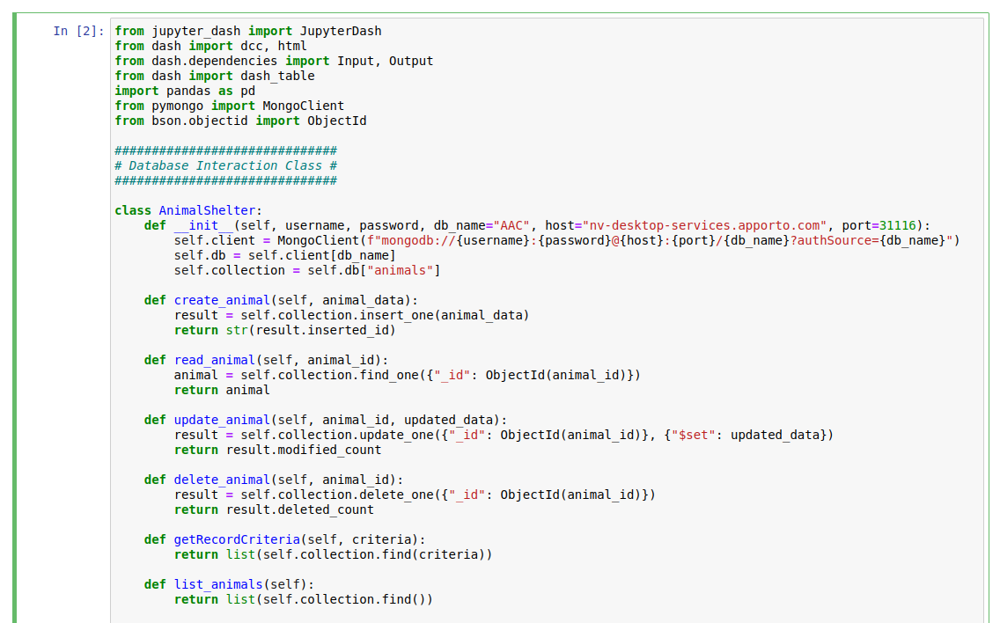 In [2]:
from jupyter_dash import JupyterDash
from dash import dcc, html
from dash.dependencies import Input, Output
from dash import dash_table
import pandas as pd
from pymongo import MongoClient
from bson.objectid import ObjectId

##############################
# Database Interaction Class #
##############################

class AnimalShelter:
    def __init__(self, username, password, db_name="AAC", host="nv-desktop-services.apporto.com", port=31116):
        self.client = MongoClient(f"mongodb://{username}:{password}@{host}:{port}/{db_name}?authSource={db_name}")
        self.db = self.client[db_name]
        self.collection = self.db["animals"]

    def create_animal(self, animal_data):
        result = self.collection.insert_one(animal_data)
        return str(result.inserted_id)

    def read_animal(self, animal_id):
        animal = self.collection.find_one({"_id": ObjectId(animal_id)})
        return animal

    def update_animal(self, animal_id, updated_data):
        result = self.collection.update_one({"_id": ObjectId(animal_id)}, {"$set": updated_data})
        return result.modified_count

    def delete_animal(self, animal_id):
        result = self.collection.delete_one({"_id": ObjectId(animal_id)})
        return result.deleted_count

    def getRecordCriteria(self, criteria):
        return list(self.collection.find(criteria))

    def list_animals(self):
        return list(self.collection.find())